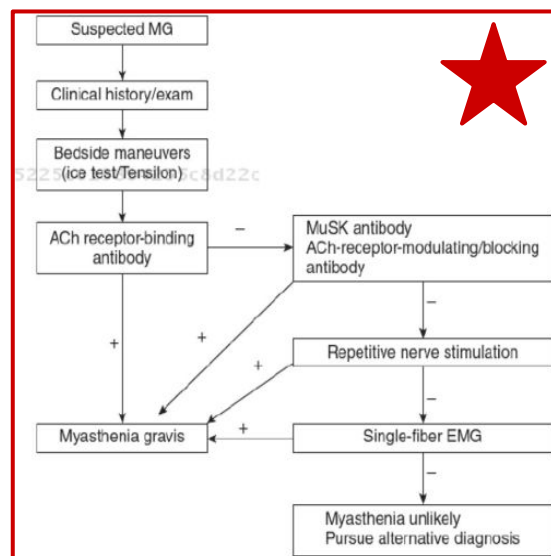 Suspected MG
Clinical history/exam
Bedside maneuvers
(ice test/Tensilon)
ACh receptor-binding
antibody
−
MuSK antibody
ACh-receptor-modulating/blocking
antibody
+
+
−
Repetitive nerve stimulation
+
−
Myasthenia gravis
+
Single-fiber EMG
−
Myasthenia unlikely
Pursue alternative diagnosis